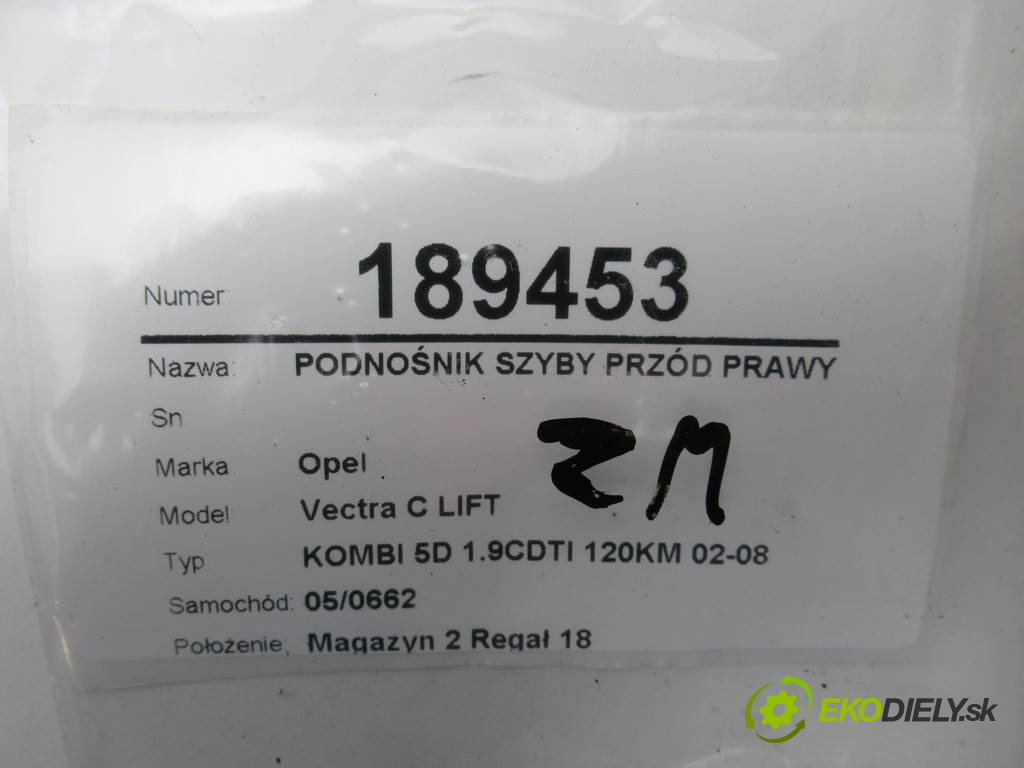 Numer: 189453
Nazwa: PODNOŚNIK SZYBY PRZÓD PRAWY
Sn
Marka Opel
Model Vectra C LIFT
Typ KOMBI 5D 1.9CDTI 120KM 02-08
Samochód: 05/0662
Położenie: Magazyn 2 Regał 18
EKODIELY.sk